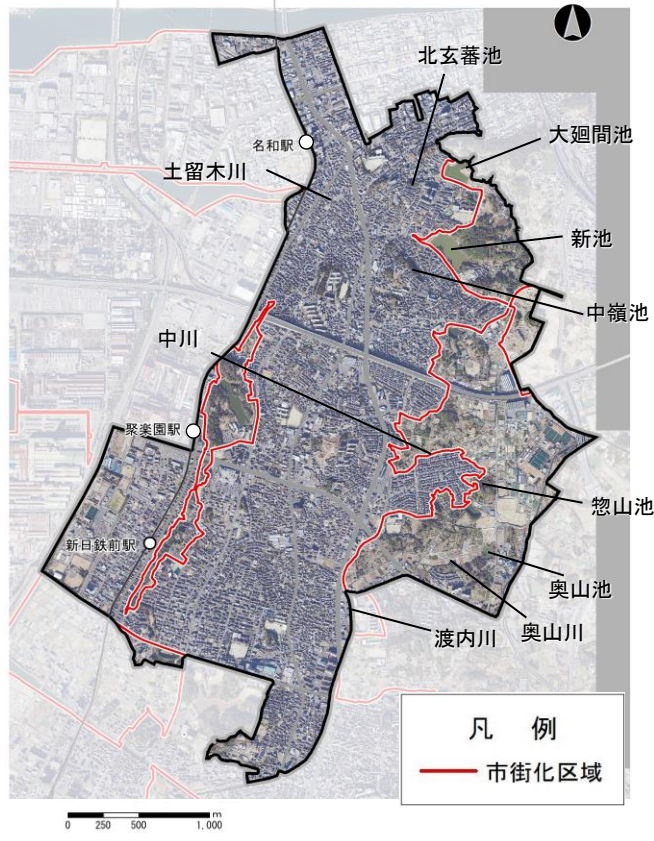 北玄蕃池
大廻間池
名和駅
土留木川
新池
中嶺池
中川
聚楽園駅
惣山池
新日鉄前駅
奥山池
奥山川
渡内川
凡 例
市街化区域
m
0 250 500 1,000